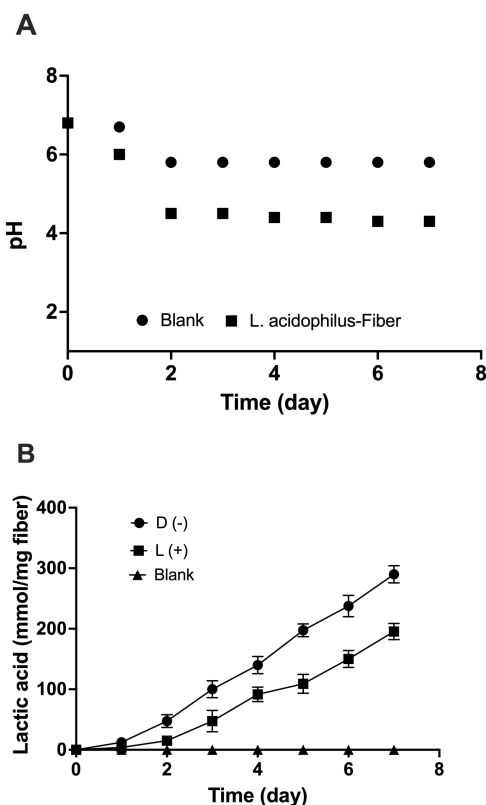 A
8
6
4
2
pH
Blank L. acidophilus-Fiber
0 2 4 6 8
Time (day)
B
400
300
200
100
0
Lactic acid (mmol/mg fiber)
D (-)
L (+)
Blank
0 2 4 6 8
Time (day)